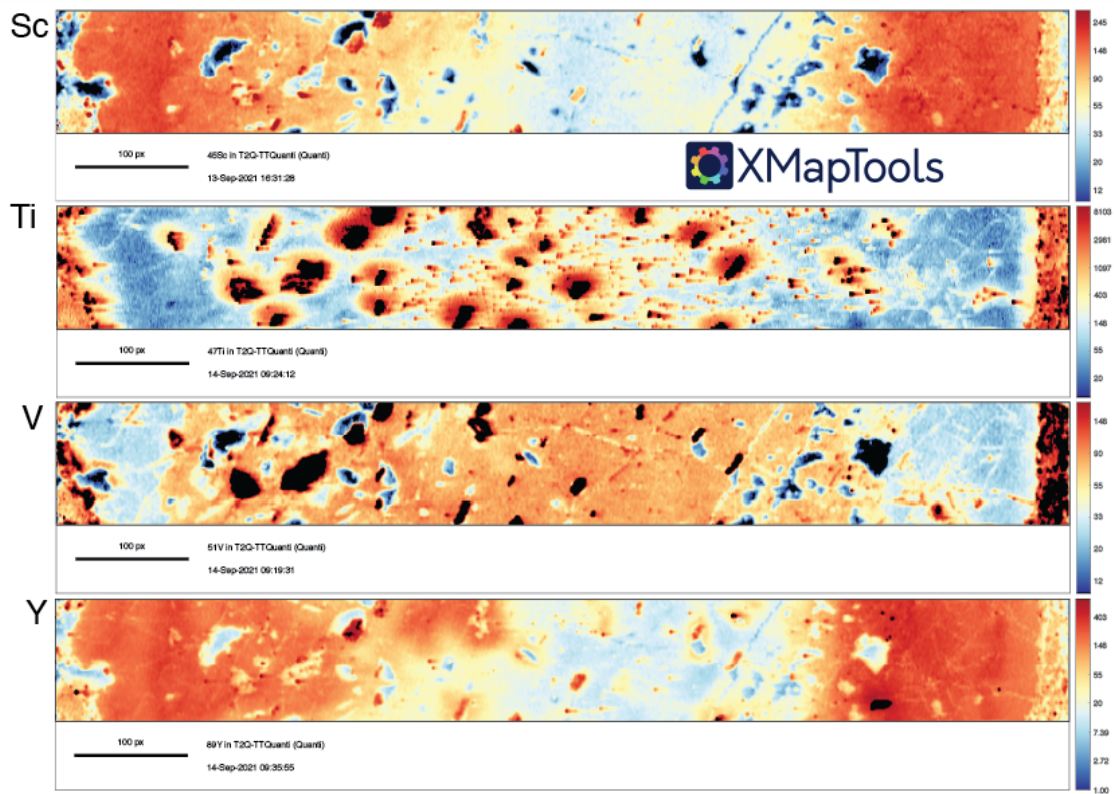 Sc
245
148
90
55
33
20
12
100 px
45Sc in T2Q-TTQuanti (Quanti)
13-Sep-2021 16:31:28
XMapTools
Ti
8103
2981
1097
403
148
55
20
100 px
47Ti in T2Q-TTQuanti (Quanti)
14-Sep-2021 09:24:12
V
148
90
55
33
20
12
100 px
51V in T2Q-TTQuanti (Quanti)
14-Sep-2021 09:19:31
Y
403
148
55
20
7.39
2.72
1.00
100 px
89Y in T2Q-TTQuanti (Quanti)
14-Sep-2021 09:35:55